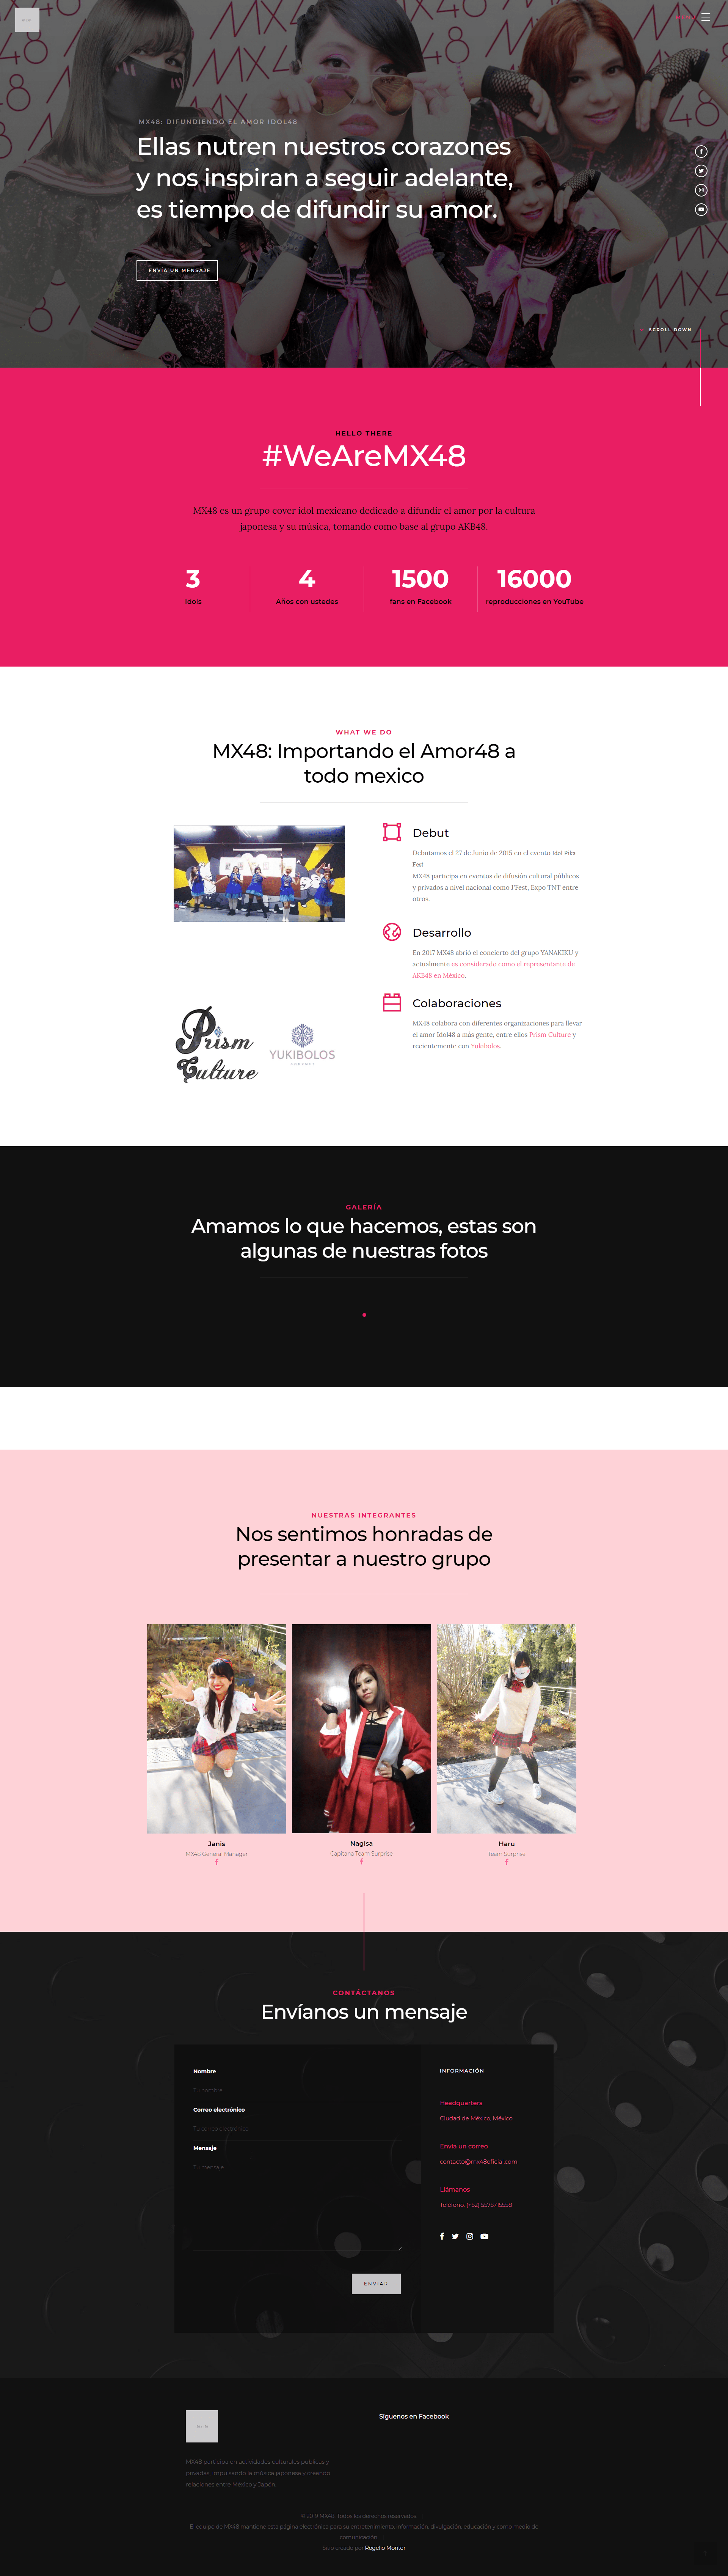 MX48: DIFUNDIENDO EL AMOR IDOL48
Ellas nutren nuestros corazones
y nos inspiran a seguir adelante,
es tiempo de difundir su amor.
ENVÍA UN MENSAJE
SCROLL DOWN
HELLO THERE
#WeAreMX48
MX48 es un grupo cover idol mexicano dedicado a difundir el amor por la cultura
japonesa y su música, tomando como base al grupo AKB48.
3
Idols
4
Años con ustedes
1500
fans en Facebook
16000
reproducciones en YouTube
WHAT WE DO
MX48: Importando el Amor48 a
todo mexico
Debut
Debutamos el 27 de Junio de 2015 en el evento Idol Pika
Fest
MX48 participa en eventos de difusión cultural públicos
y privados a nivel nacional como J'Fest, Expo TNT entre
otros.
Desarrollo
En 2017 MX48 abrió el concierto del grupo YANAKIKU y
actualmente es considerado como el representante de
AKB48 en México.
Colaboraciones
MX48 colabora con diferentes organizaciones para llevar
el amor Idol48 a más gente, entre ellos Prism Culture y
recientemente con Yukibolos.
Prism
Culture
YUKIBOLOS
GOURMET
GALERÍA
Amamos lo que hacemos, estas son
algunas de nuestras fotos
NUESTRAS INTEGRANTES
Nos sentimos honradas de
presentar a nuestro grupo
Janis
MX48 General Manager
Nagisa
Capitana Team Surprise
Haru
Team Surprise
CONTÁCTANOS
Envíanos un mensaje
Nombre
Tu nombre
Correo electrónico
Tu correo electrónico
Mensaje
Tu mensaje
ENVIAR
INFORMACIÓN
Headquarters
Ciudad de México, México
Envía un correo
contacto@mx48oficial.com
Llámanos
Teléfono: (+52) 5575715558
Síguenos en Facebook
MX48 participa en actividades culturales publicas y
privadas, impulsando la música japonesa y creando
relaciones entre México y Japón.
© 2019 MX48. Todos los derechos reservados
El equipo de MX48 mantiene esta página electrónica para su entretenimiento, información, divulgación, educación y como medio de
comunicación.
Sitio creado por Rogelio Monter